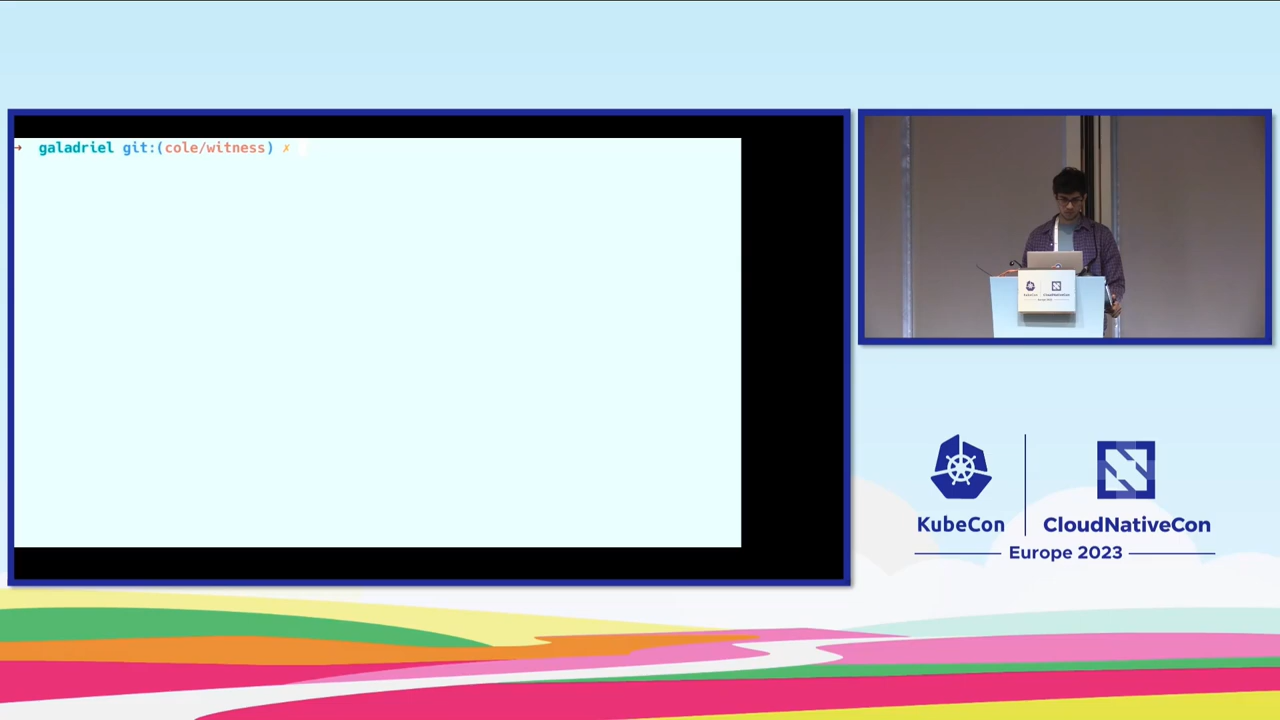 → galadriel git:(cole/witness) ✗
KubeCon
CloudNativeCon
Europe 2023